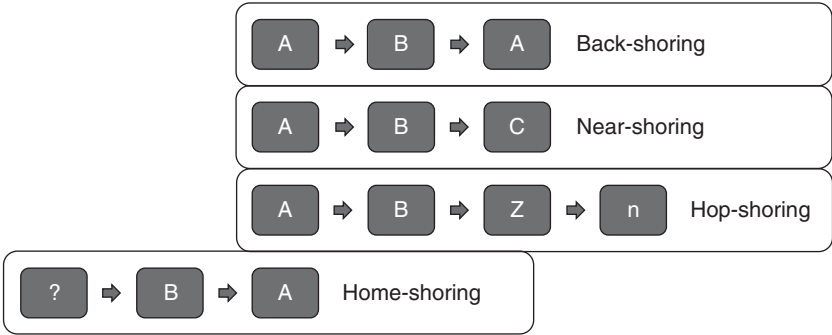 A B A Back-shoring
A B C Near-shoring
A B Z n Hop-shoring
? B A Home-shoring